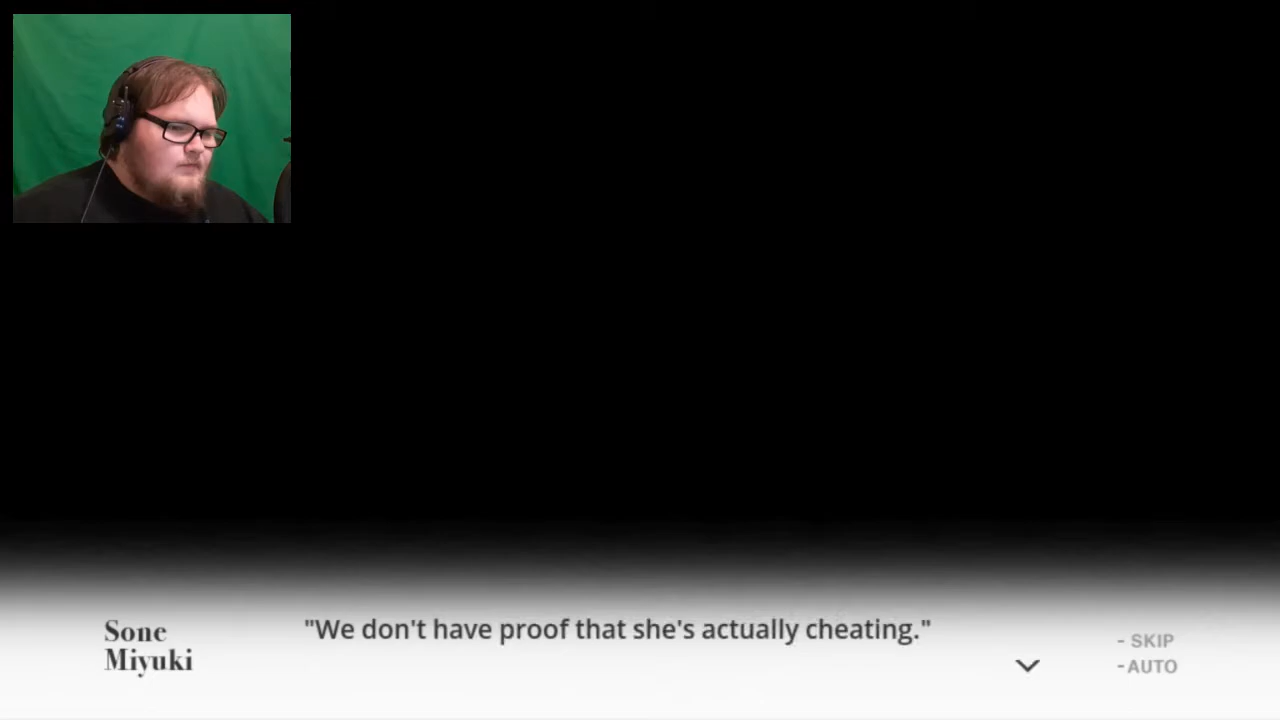 Sone
Miyuki
"We don't have proof that she's actually cheating."
- SKIP
-AUTO